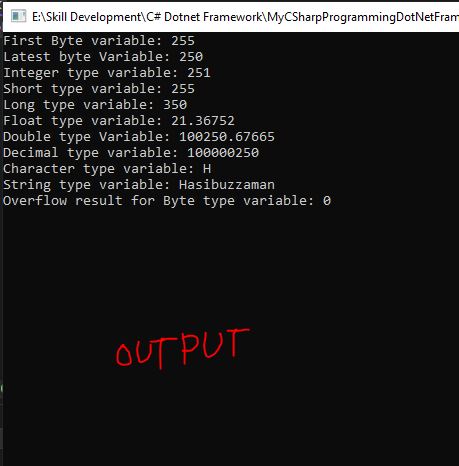 E:\Skill Development\C# Dotnet Framework\MyCSharpProgrammingDotNetFram
First Byte variable: 255
Latest byte Variable: 250
Integer type variable: 251
Short type variable: 255
Long type variable: 350
Float type variable: 21.36752
Double type Variable: 100250.67665
Decimal type variable: 100000250
Character type variable: H
String type variable: Hasibuzzaman
Overflow result for Byte type variable: 0
OUTPUT